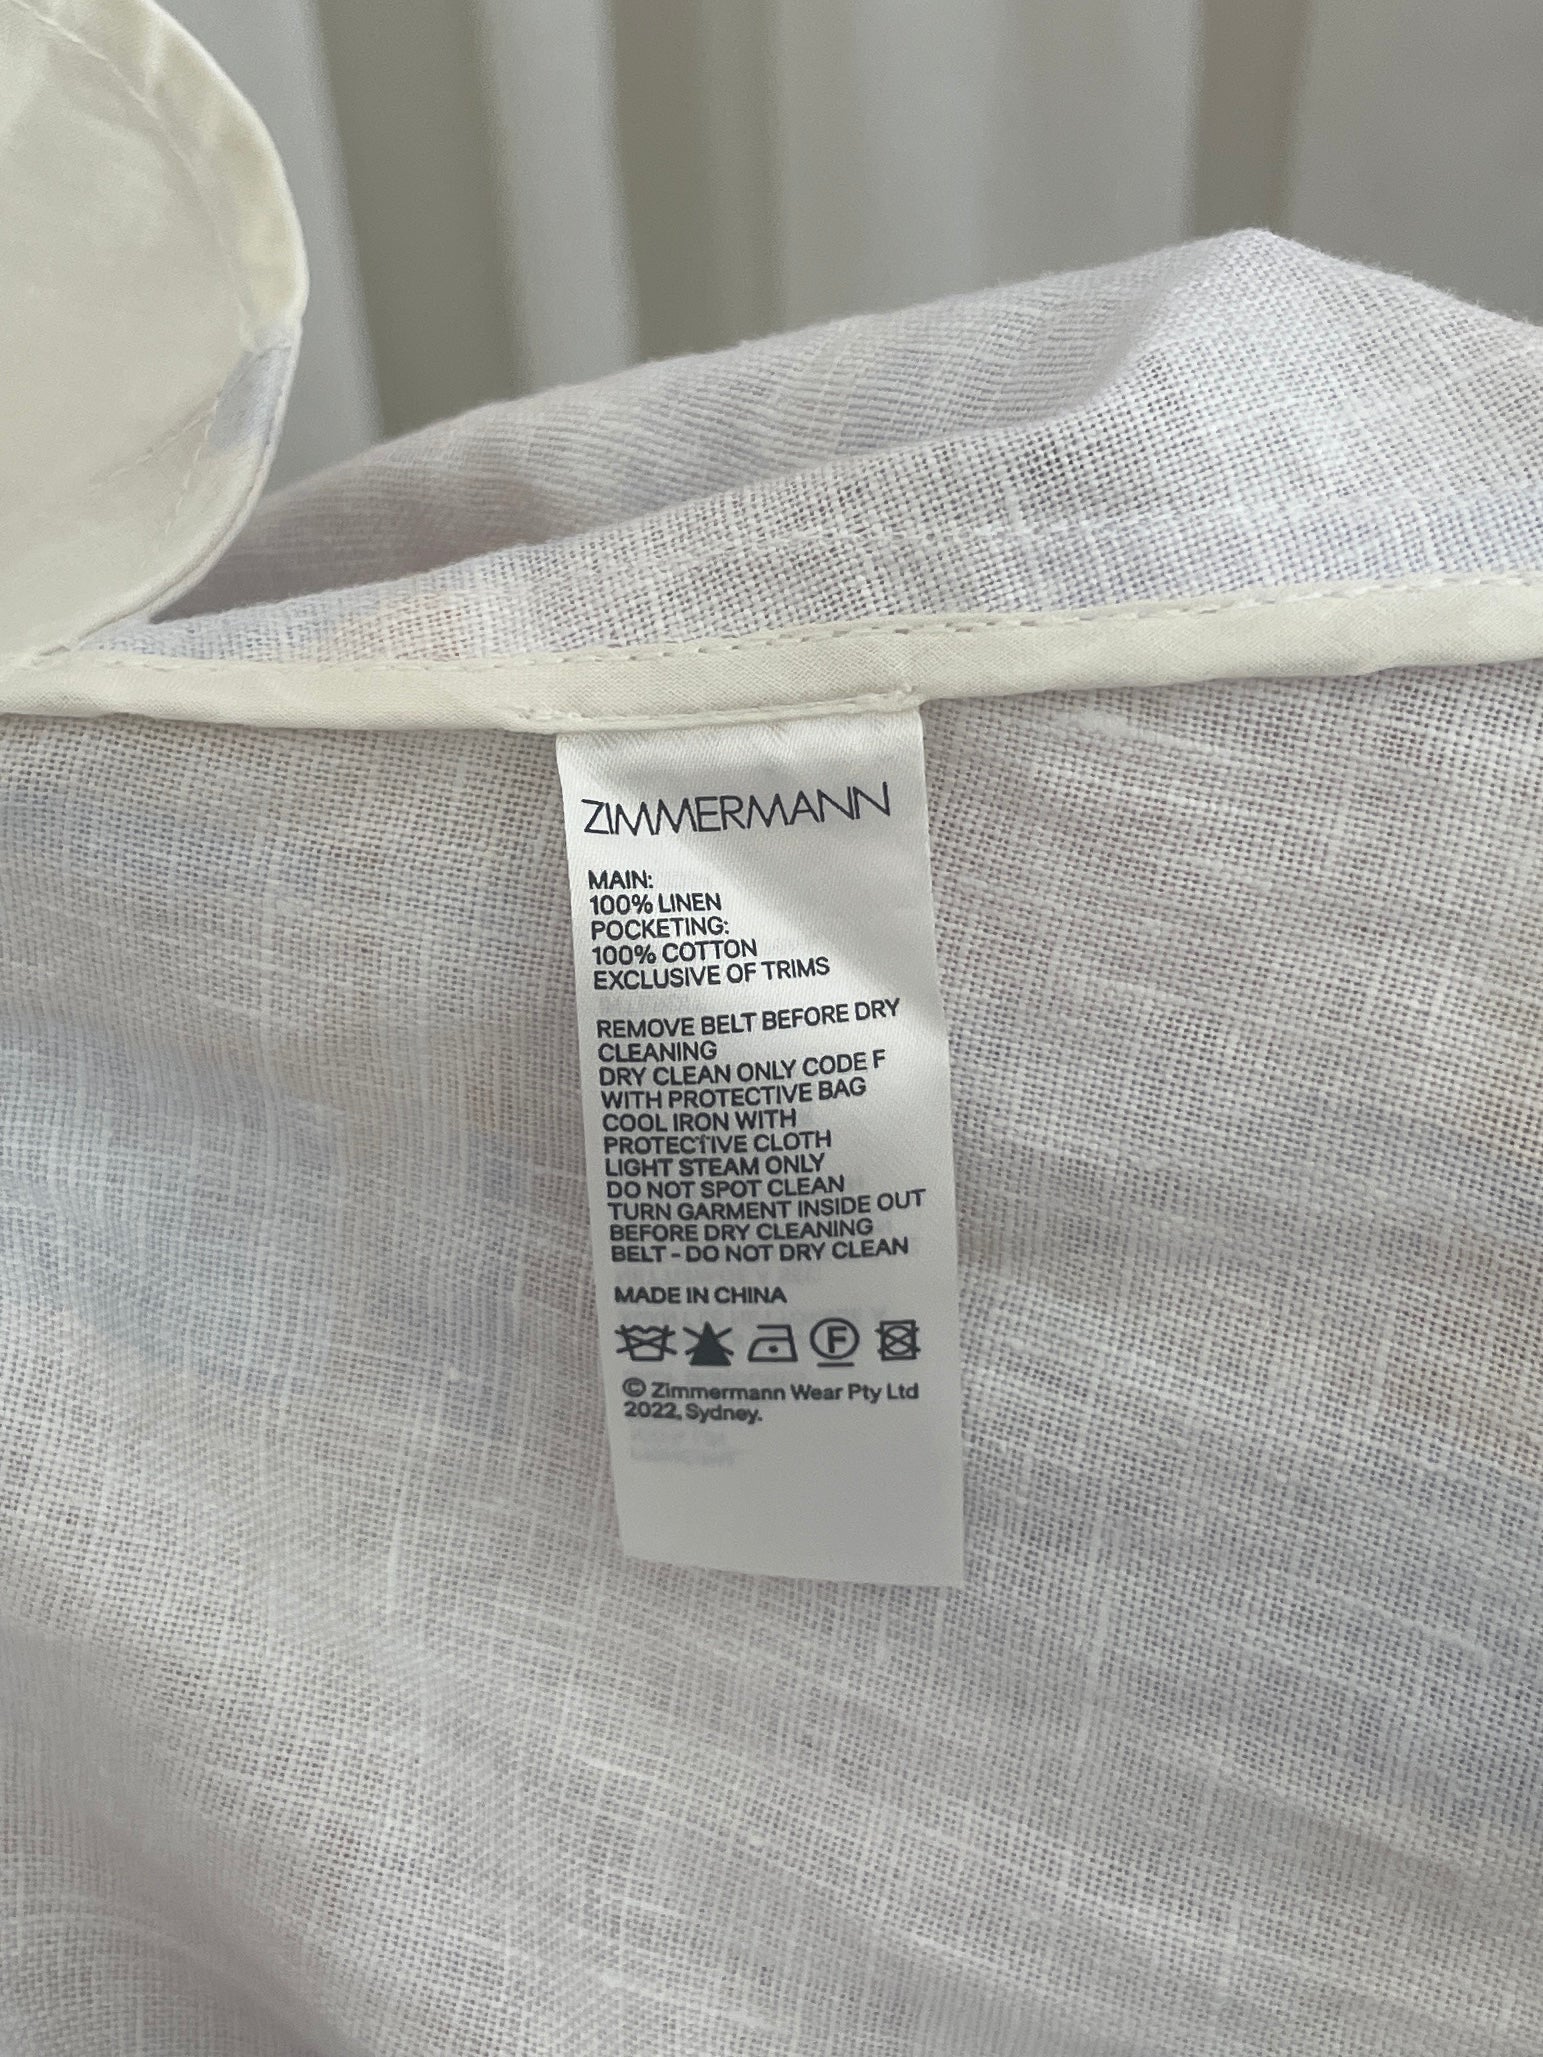 ZIMMERMANN
MAIN:
100% LINEN
POCKETING:
100% COTTON
EXCLUSIVE OF TRIMS
REMOVE BELT BEFORE DRY
CLEANING
DRY CLEAN ONLY CODE F
WITH PROTECTIVE BAG
COOL IRON WITH
PROTECTIVE CLOTH
LIGHT STEAM ONLY
DO NOT SPOT CLEAN
TURN GARMENT INSIDE OUT
BEFORE DRY CLEANING
BELT - DO NOT DRY CLEAN
MADE IN CHINA
F
© Zimmermann Wear Pty Ltd
2022, Sydney.